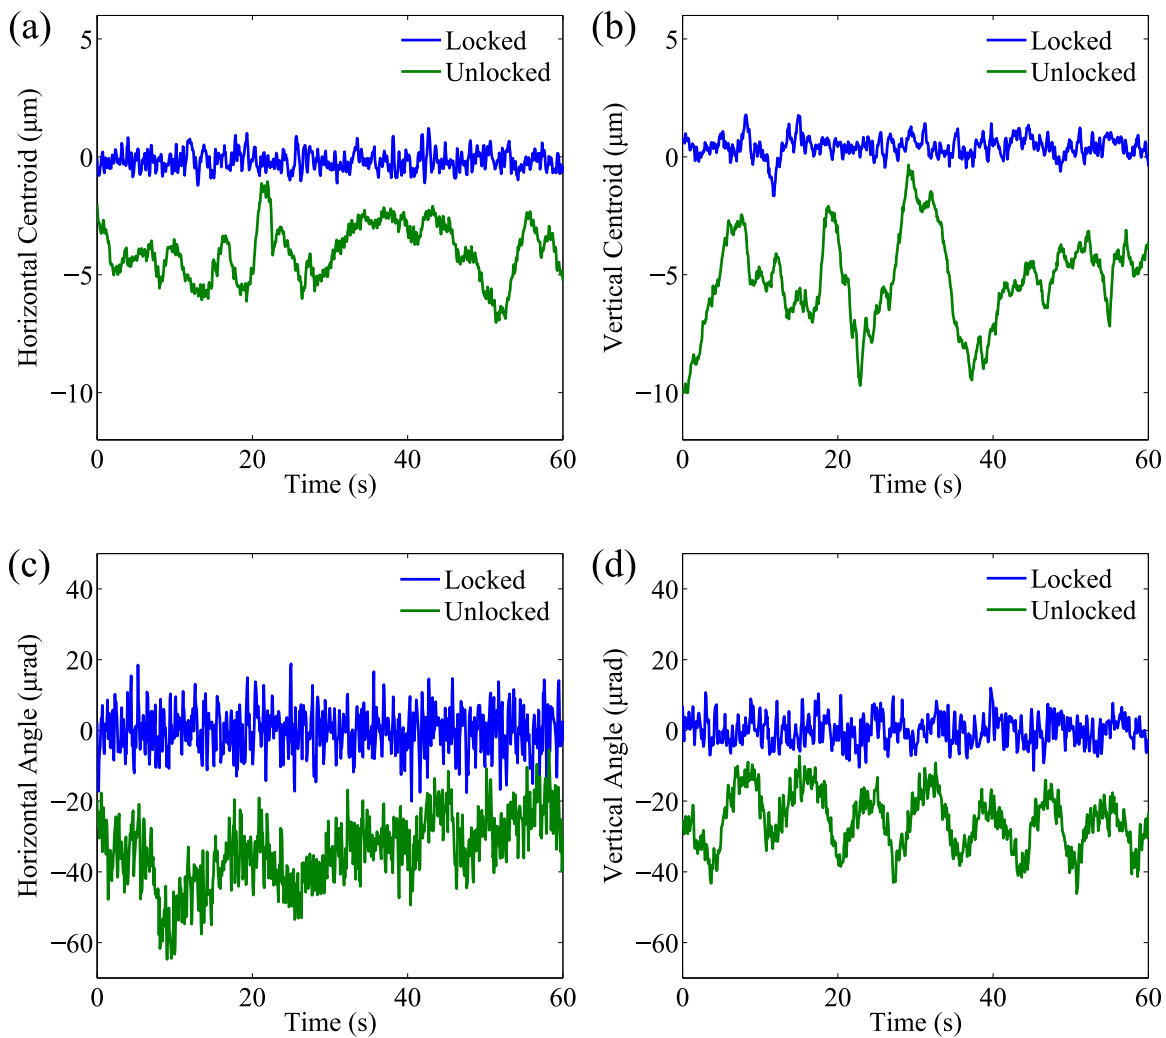 (a)
Horizontal Centroid (μm)
5
0
−5
−10
Locked
Unlocked
0
20
40
60
Time (s)
(b)
Vertical Centroid (μm)
5
0
−5
−10
Locked
Unlocked
0
20
40
60
Time (s)
(c)
Horizontal Angle (μrad)
40
20
0
−20
−40
−60
Locked
Unlocked
0
20
40
60
Time (s)
(d)
Vertical Angle (μrad)
40
20
0
−20
−40
−60
Locked
Unlocked
0
20
40
60
Time (s)